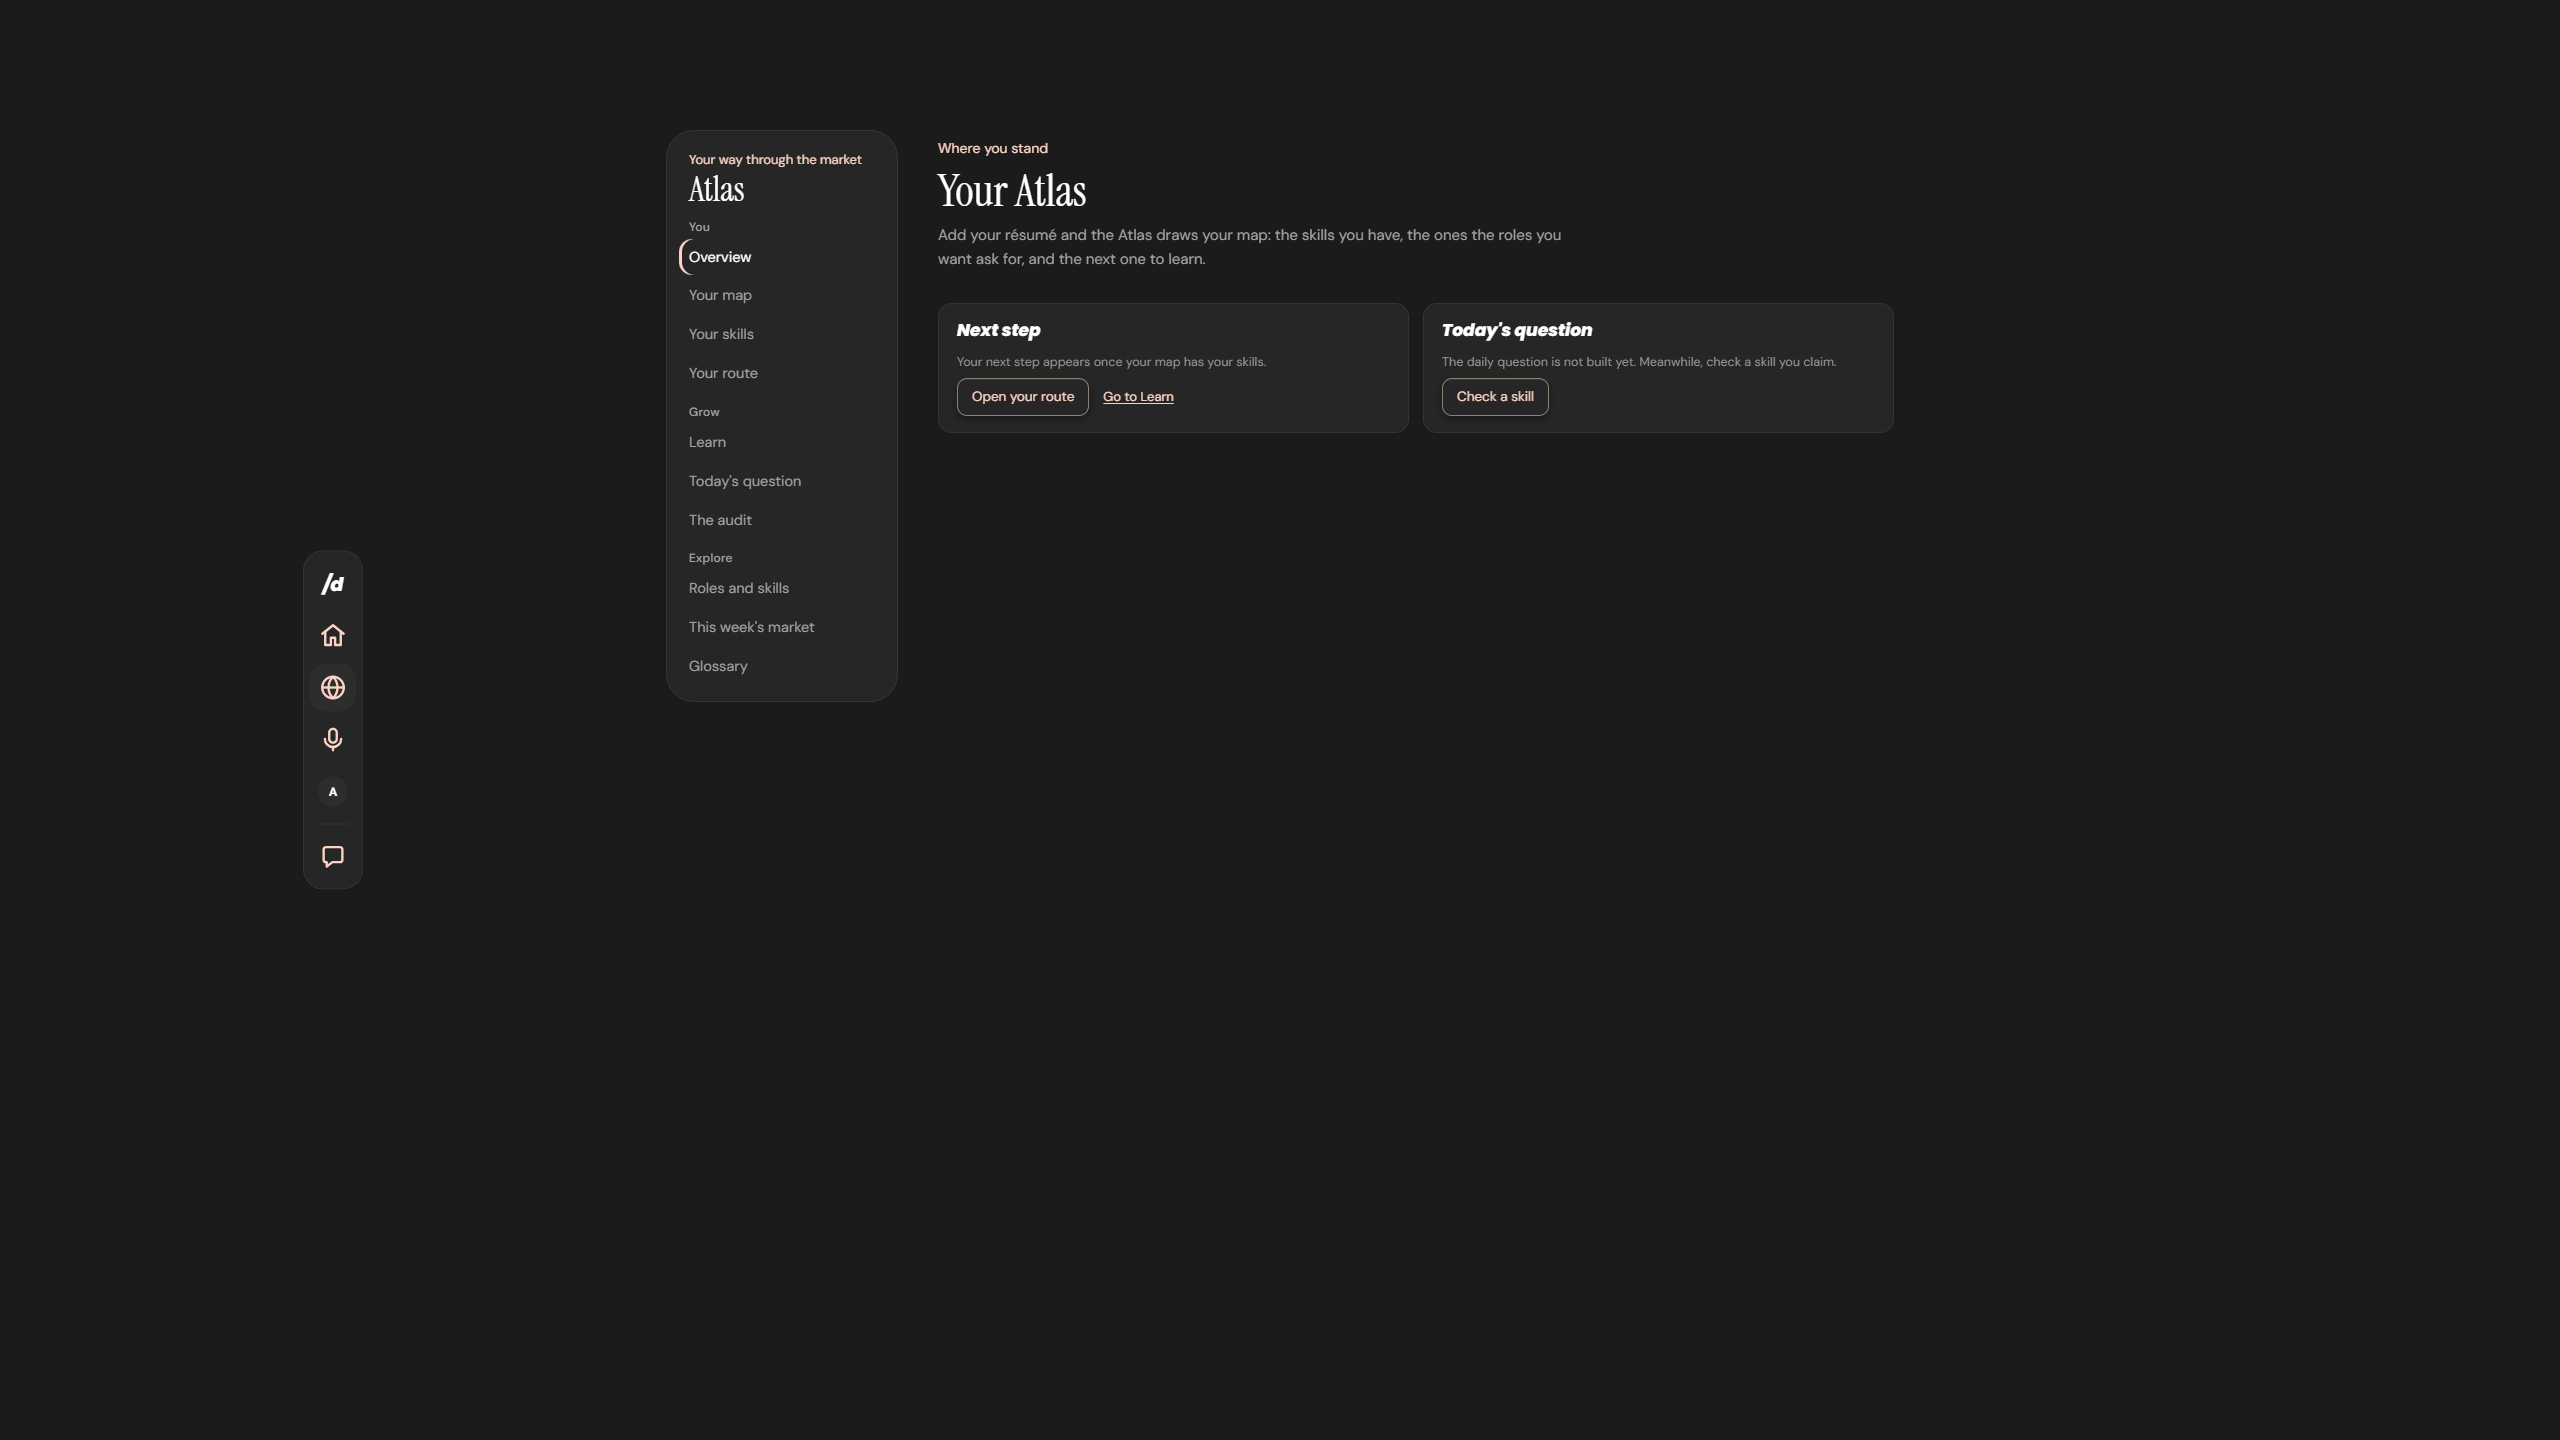 Your way through the market
Atlas
You
Overview
Your map
Your skills
Your route
Grow
Learn
Today's question
The audit
Explore
Roles and skills
This week's market
Glossary
Where you stand
Your Atlas
Add your résumé and the Atlas draws your map: the skills you have, the ones the roles you
want ask for, and the next one to learn.
Next step
Your next step appears once your map has your skills.
Open your route
Go to Learn
Today's question
The daily question is not built yet. Meanwhile, check a skill you claim.
Check a skill
/d
A